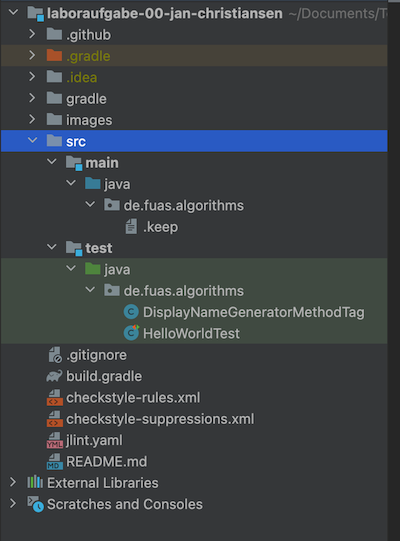 laboraufgabe-00-jan-christiansen ~/Documents/T
.github
.gradle
.idea
gradle
images
src
main
java
de.fuas.algorithms
.keep
test
java
de.fuas.algorithms
DisplayNameGeneratorMethodTag
HelloWorldTest
.gitignore
build.gradle
checkstyle-rules.xml
checkstyle-suppressions.xml
jlint.yaml
README.md
External Libraries
Scratches and Consoles